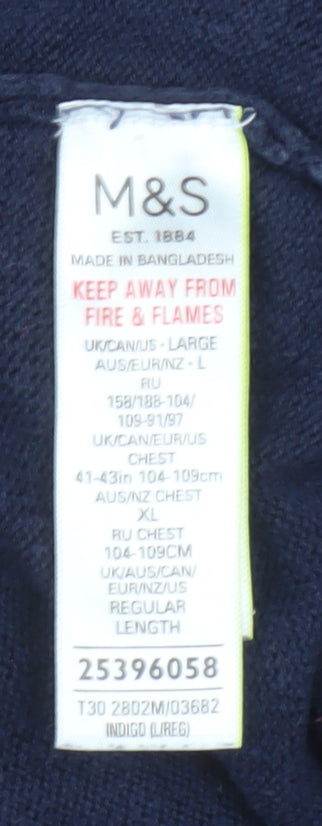 M&S
EST. 1884
MADE IN BANGLADESH
KEEP AWAY FROM
FIRE & FLAMES
UK/CAN/US - LARGE
AUS/EUR/NZ - L
RU
158/188-104/
109-91/97
UK/CAN/EUR/US
CHEST
41-43in 104-109cm
AUS/NZ CHEST
XL
RU CHEST
104-109CM
UK/AUS/CAN/
EUR/NZ/US
REGULAR
LENGTH
25396058
T30 2802M/03682
INDIGO (L/REG)